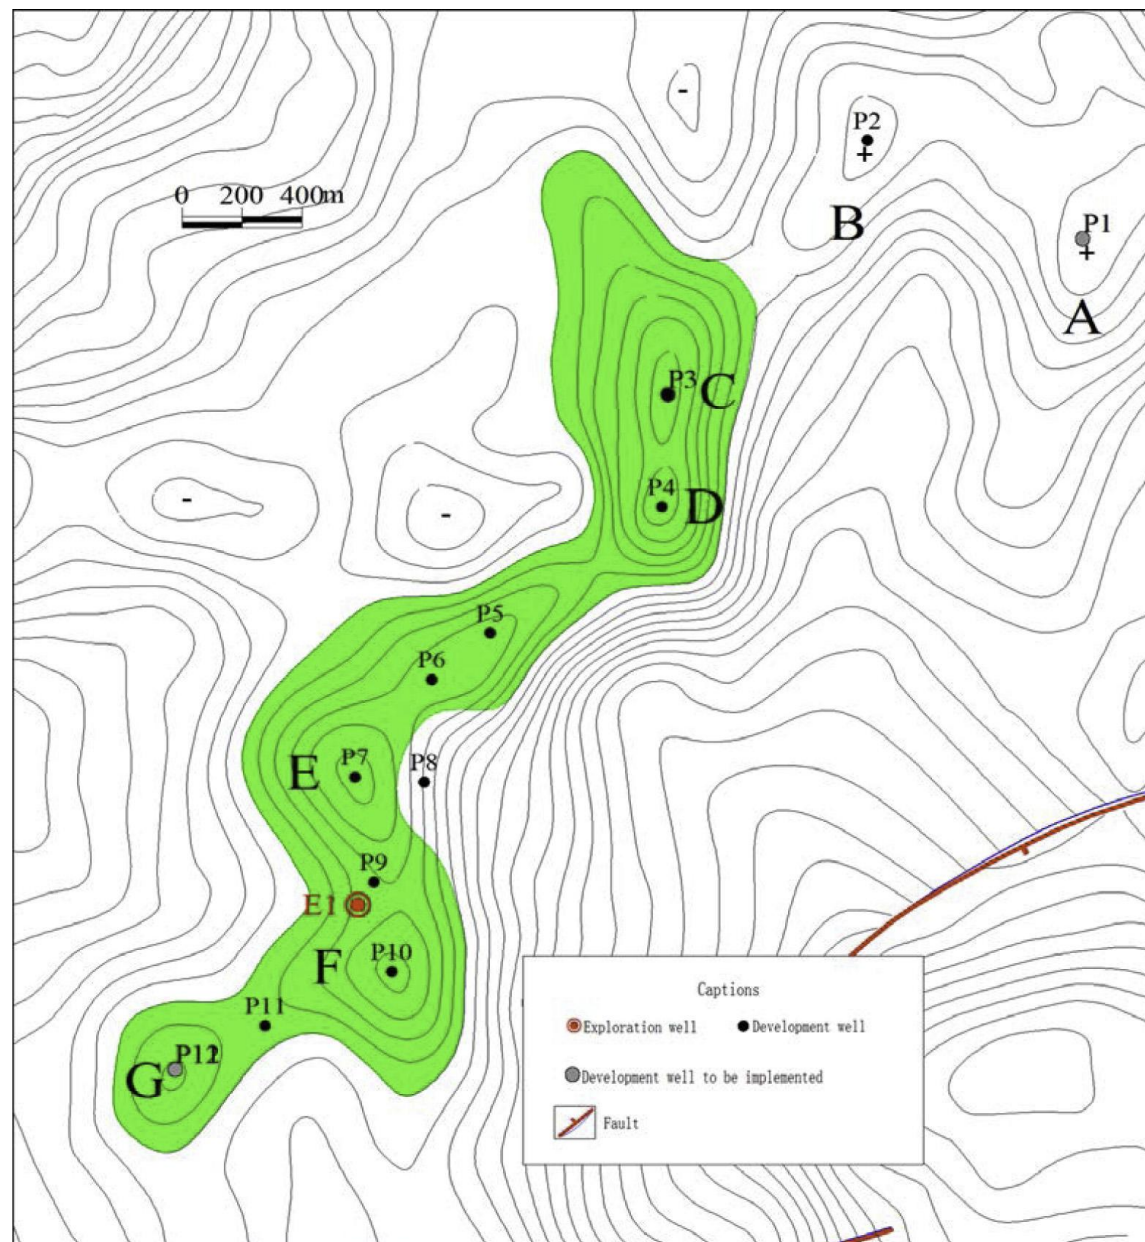 -
P2
+
0 200 400m
B
P1
+
A
P3
C
P4
D
-
-
P5
P6
E
P7
P8
P9
E1
F
P10
P11
G
Captions
Exploration well
Development well
Development well to be implemented
Fault